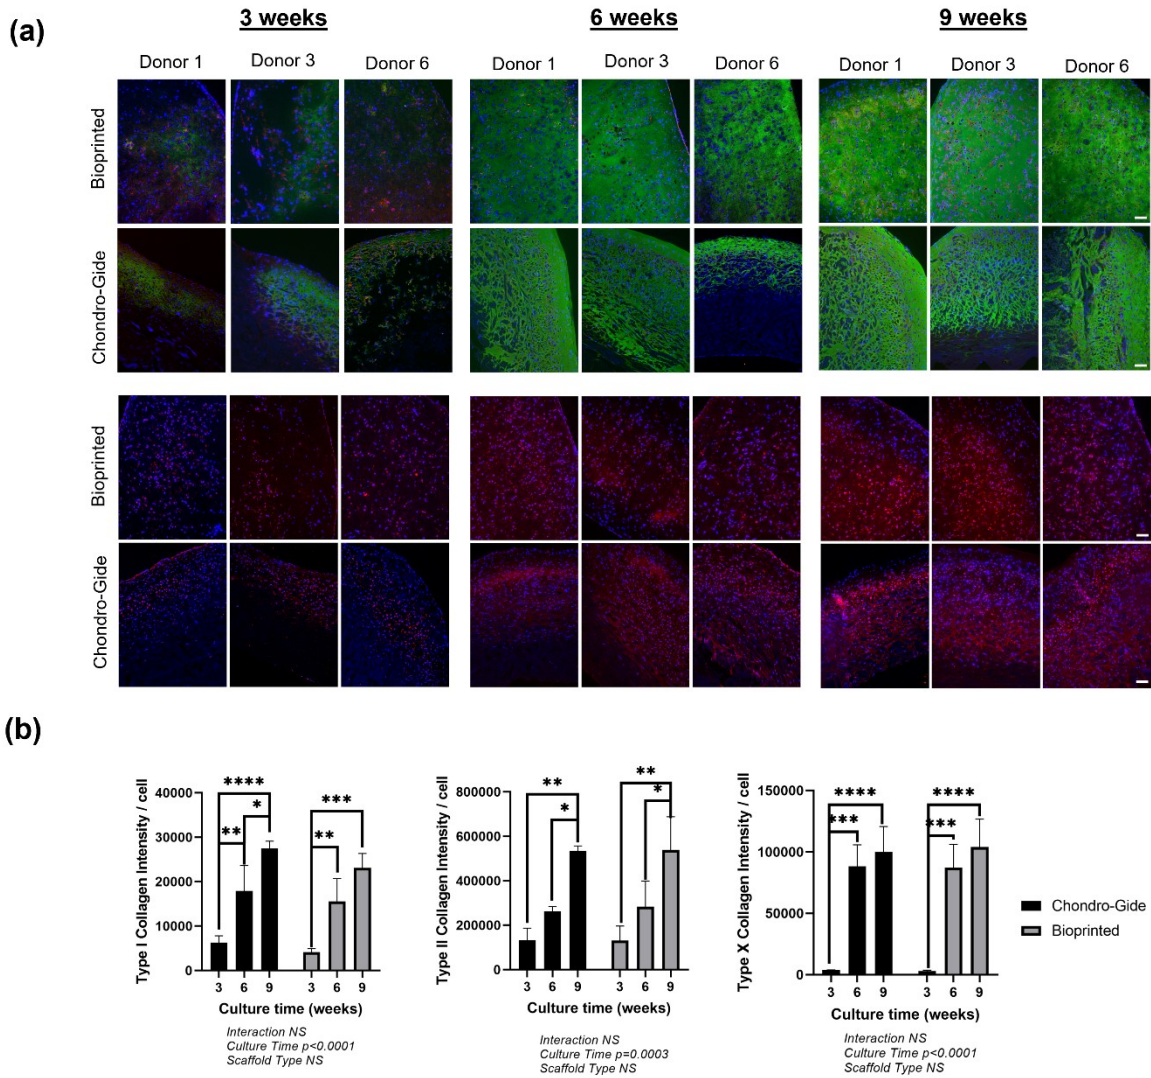 (a)
3 weeks 6 weeks 9 weeks
Donor 1 Donor 3 Donor 6 Donor 1 Donor 3 Donor 6 Donor 1 Donor 3 Donor 6
Bioprinted
Chondro-Gide
Bioprinted
Chondro-Gide
(b)
Type I Collagen Intensity / cell
40000
30000
20000
10000
0
**** * ** *** **
3 6 9 3 6 9
Culture time (weeks)
Interaction NS
Culture Time p<0.0001
Scaffold Type NS
Type II Collagen Intensity / cell
800000
600000
400000
200000
0
** * ** *
3 6 9 3 6 9
Culture time (weeks)
Interaction NS
Culture Time p=0.0003
Scaffold Type NS
Type X Collagen Intensity / cell
150000
100000
50000
0
**** *** **** ***
3 6 9 3 6 9
Culture time (weeks)
Interaction NS
Culture Time p<0.0001
Scaffold Type NS
Chondro-Gide
Bioprinted